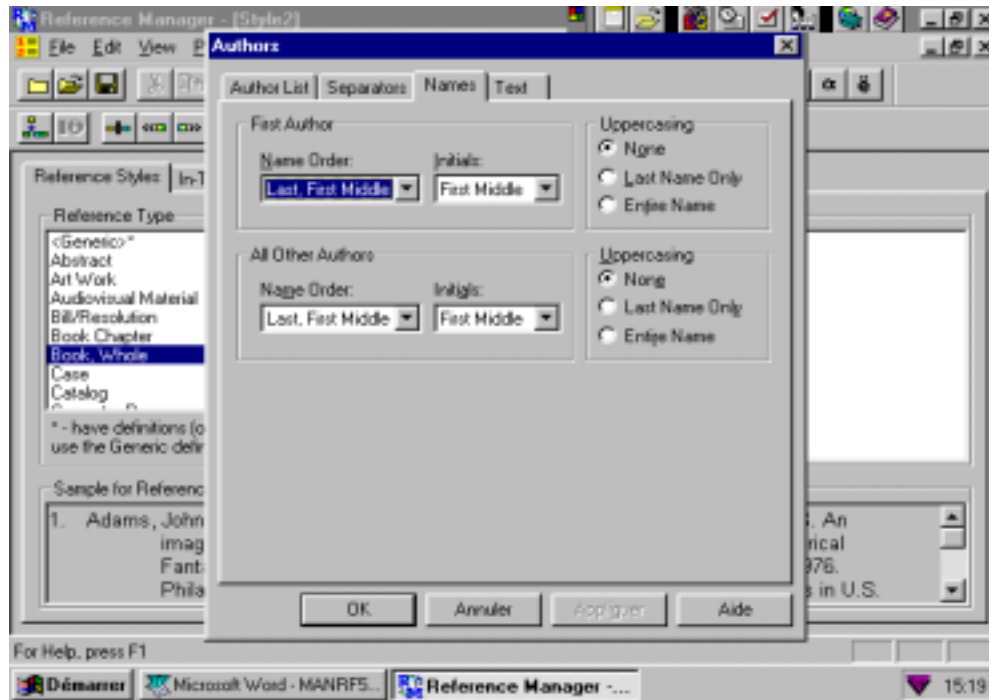 Reference Manager - [Style2]
File Edit View P
Authors
Author List Separators Names Text
First Author
Name Order: Initials:
Last, First Middle First Middle
Uppercasing
None
Last Name Only
Entire Name
All Other Authors
Name Order: Initials:
Last, First Middle First Middle
Uppercasing
None
Last Name Only
Entire Name
Reference Styles In-T
Reference Type
<Generic>*
Abstract
Art Work
Audiovisual Material
Bill/Resolution
Book Chapter
Book, Whole
Case
Catalog
* - have definitions (o
use the Generic defin
Sample for Referenc
1. Adams, John . An
imag rical
Fant 976.
Phila s in U.S.
OK Annuler Appliquer Aide
For Help, press F1
Démarrer Microsoft Word - MANRF5... Reference Manager -... 15:19